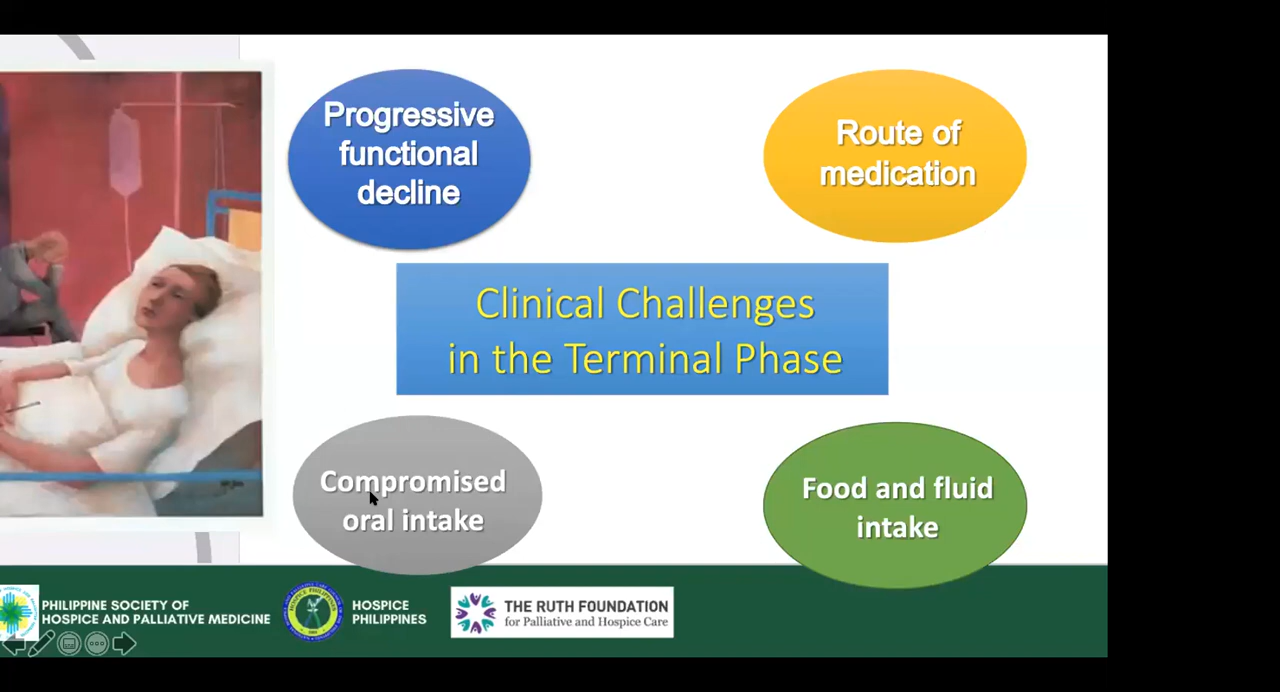 Progressive
functional
decline
Route of
medication
Clinical Challenges
in the Terminal Phase
Compromised
oral intake
Food and fluid
intake
PHILIPPINE SOCIETY OF
HOSPICE AND PALLIATIVE MEDICINE
HOSPICE
PHILIPPINES
THE RUTH FOUNDATION
for Palliative and Hospice Care